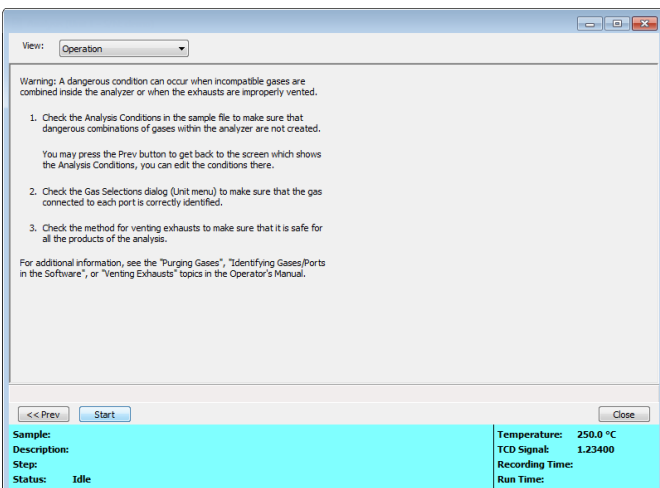 View: Operation
Warning: A dangerous condition can occur when incompatible gases are
combined inside the analyzer or when the exhausts are improperly vented.
1. Check the Analysis Conditions in the sample file to make sure that
dangerous combinations of gases within the analyzer are not created.
You may press the Prev button to get back to the screen which shows
the Analysis Conditions, you can edit the conditions there.
2. Check the Gas Selections dialog (Unit menu) to make sure that the gas
connected to each port is correctly identified.
3. Check the method for venting exhausts to make sure that it is safe for
all the products of the analysis.
For additional information, see the "Purging Gases", "Identifying Gases/Ports
in the Software", or "Venting Exhausts" topics in the Operator's Manual.
<< Prev Start Close
Sample: Temperature: 250.0 °C
Description: TCD Signal: 1.23400
Step: Recording Time:
Status: Idle Run Time: